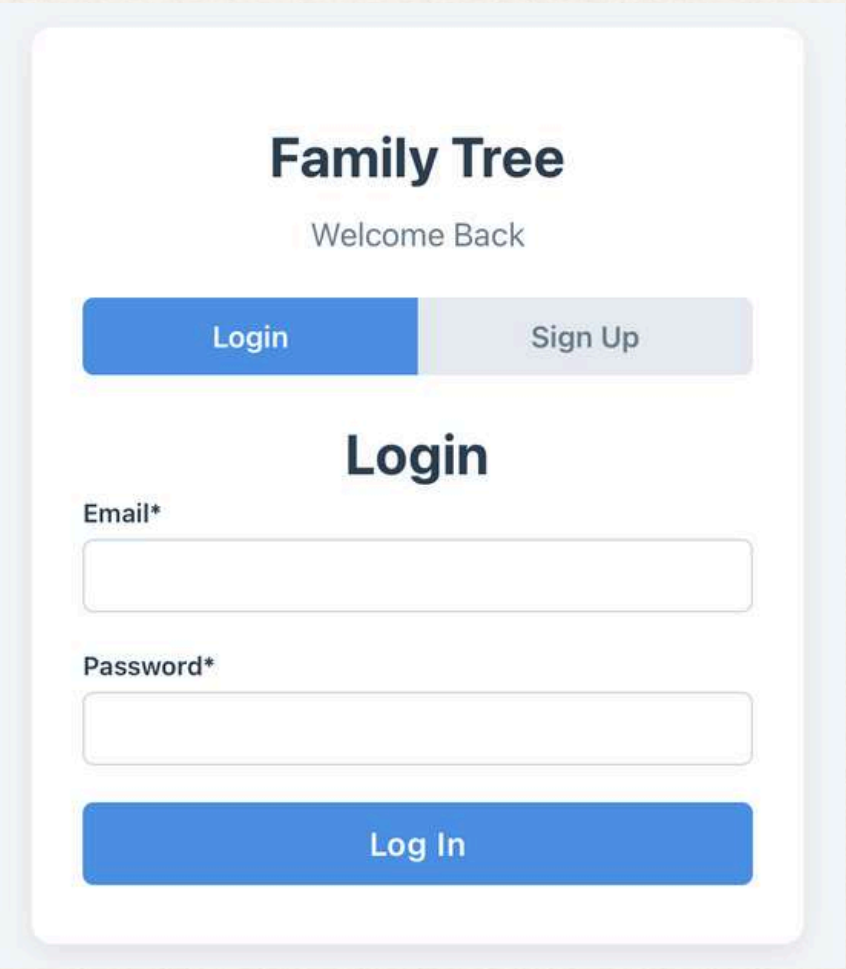 Family Tree
Welcome Back
Login Sign Up
Login
Email*
Password*
Log In